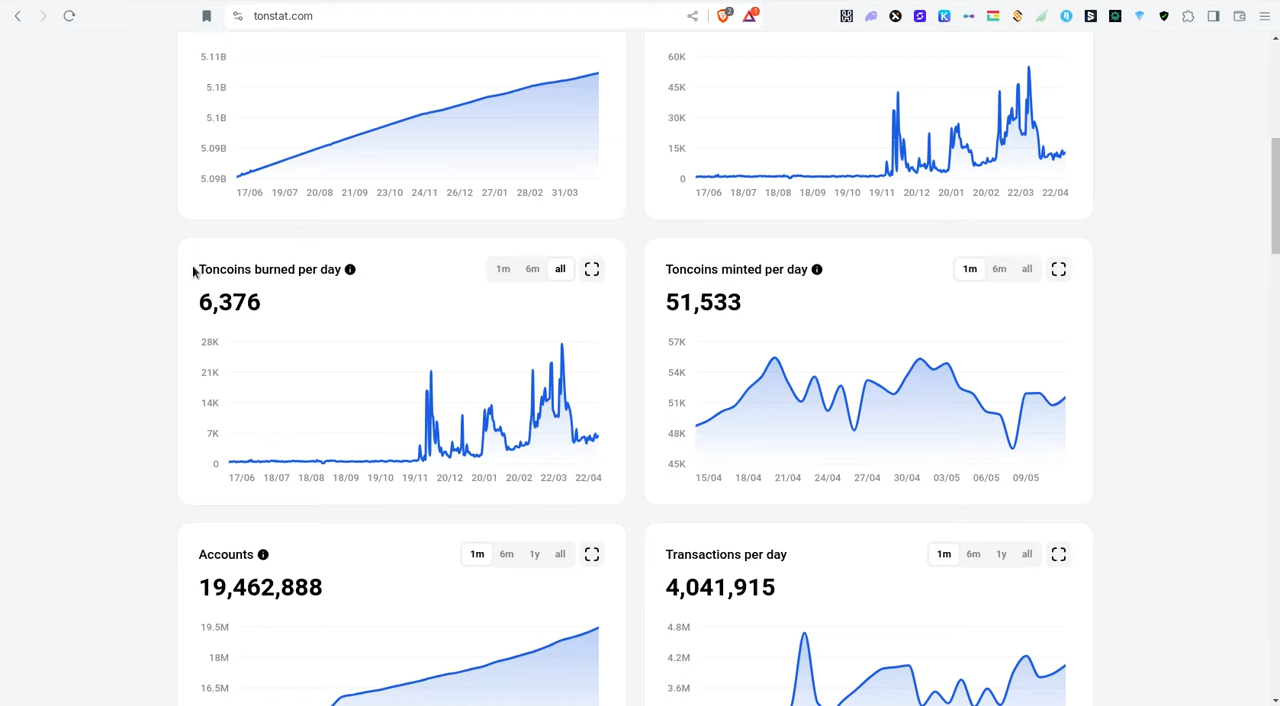 tonstat.com
2
1
5.11B
5.1B
5.1B
5.09B
5.09B
17/06 19/07 20/08 21/09 23/10 24/11 26/12 27/01 28/02 31/03
60K
45K
30K
15K
0
17/06 18/07 18/08 18/09 19/10 19/11 20/12 20/01 20/02 22/03 22/04
Toncoins burned per day
1m 6m all
6,376
28K
21K
14K
7K
0
17/06 18/07 18/08 18/09 19/10 19/11 20/12 20/01 20/02 22/03 22/04
Toncoins minted per day
1m 6m all
51,533
57K
54K
51K
48K
45K
15/04 18/04 21/04 24/04 27/04 30/04 03/05 06/05 09/05
Accounts
1m 6m 1y all
19,462,888
19.5M
18M
16.5M
Transactions per day
1m 6m 1y all
4,041,915
4.8M
4.2M
3.6M